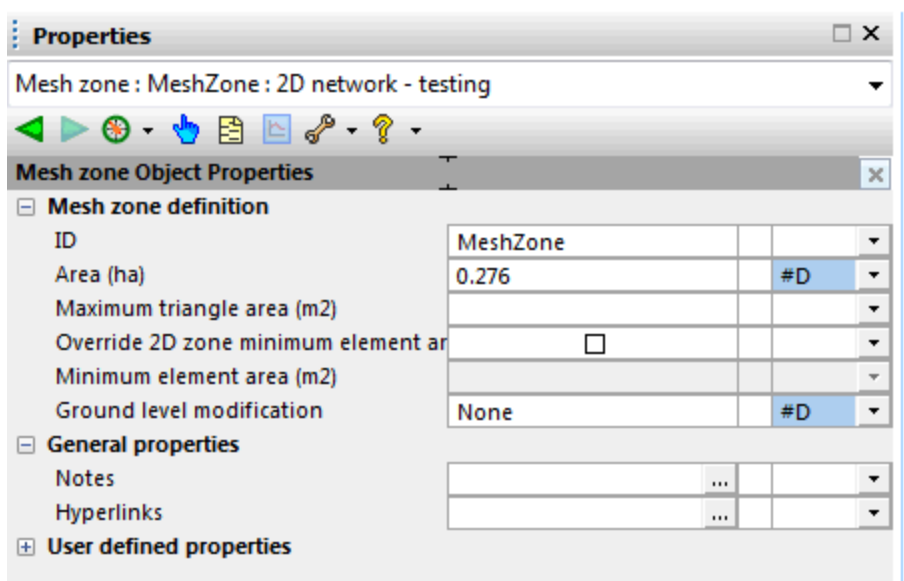 Properties
Mesh zone : MeshZone : 2D network - testing
Mesh zone Object Properties
Mesh zone definition
ID MeshZone
Area (ha) 0.276 #D
Maximum triangle area (m2)
Override 2D zone minimum element ar
Minimum element area (m2)
Ground level modification None #D
General properties
Notes ...
Hyperlinks ...
User defined properties